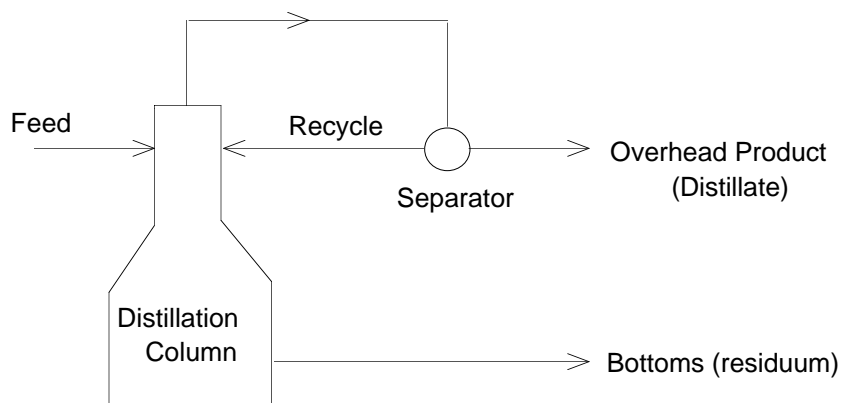 Feed
Recycle
Separator
Overhead Product
(Distillate)
Distillation
Column
Bottoms (residuum)